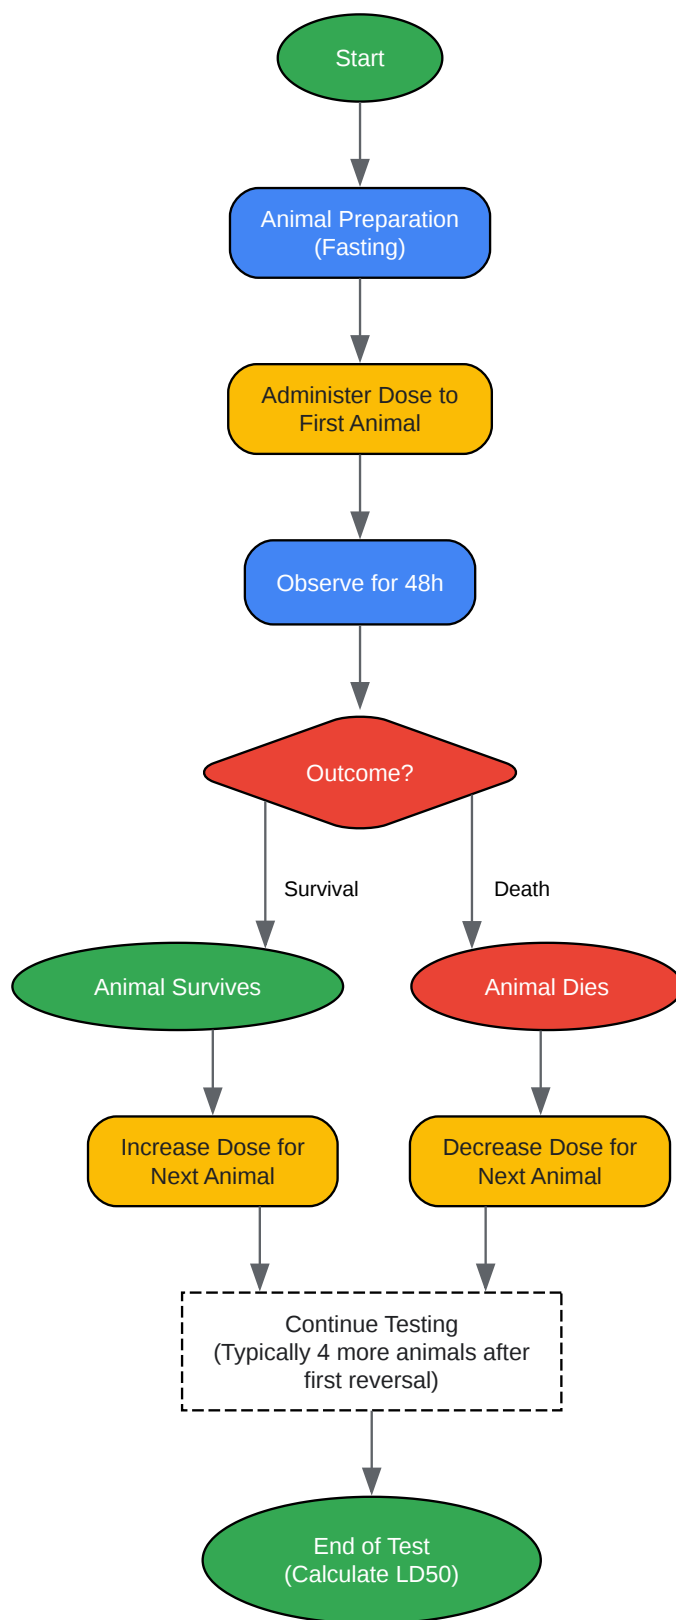 Start
Animal Preparation
(Fasting)
Administer Dose to
First Animal
Observe for 48h
Outcome?
Survival
Death
Animal Survives
Animal Dies
Increase Dose for
Next Animal
Decrease Dose for
Next Animal
Continue Testing
(Typically 4 more animals after
first reversal)
End of Test
(Calculate LD50)